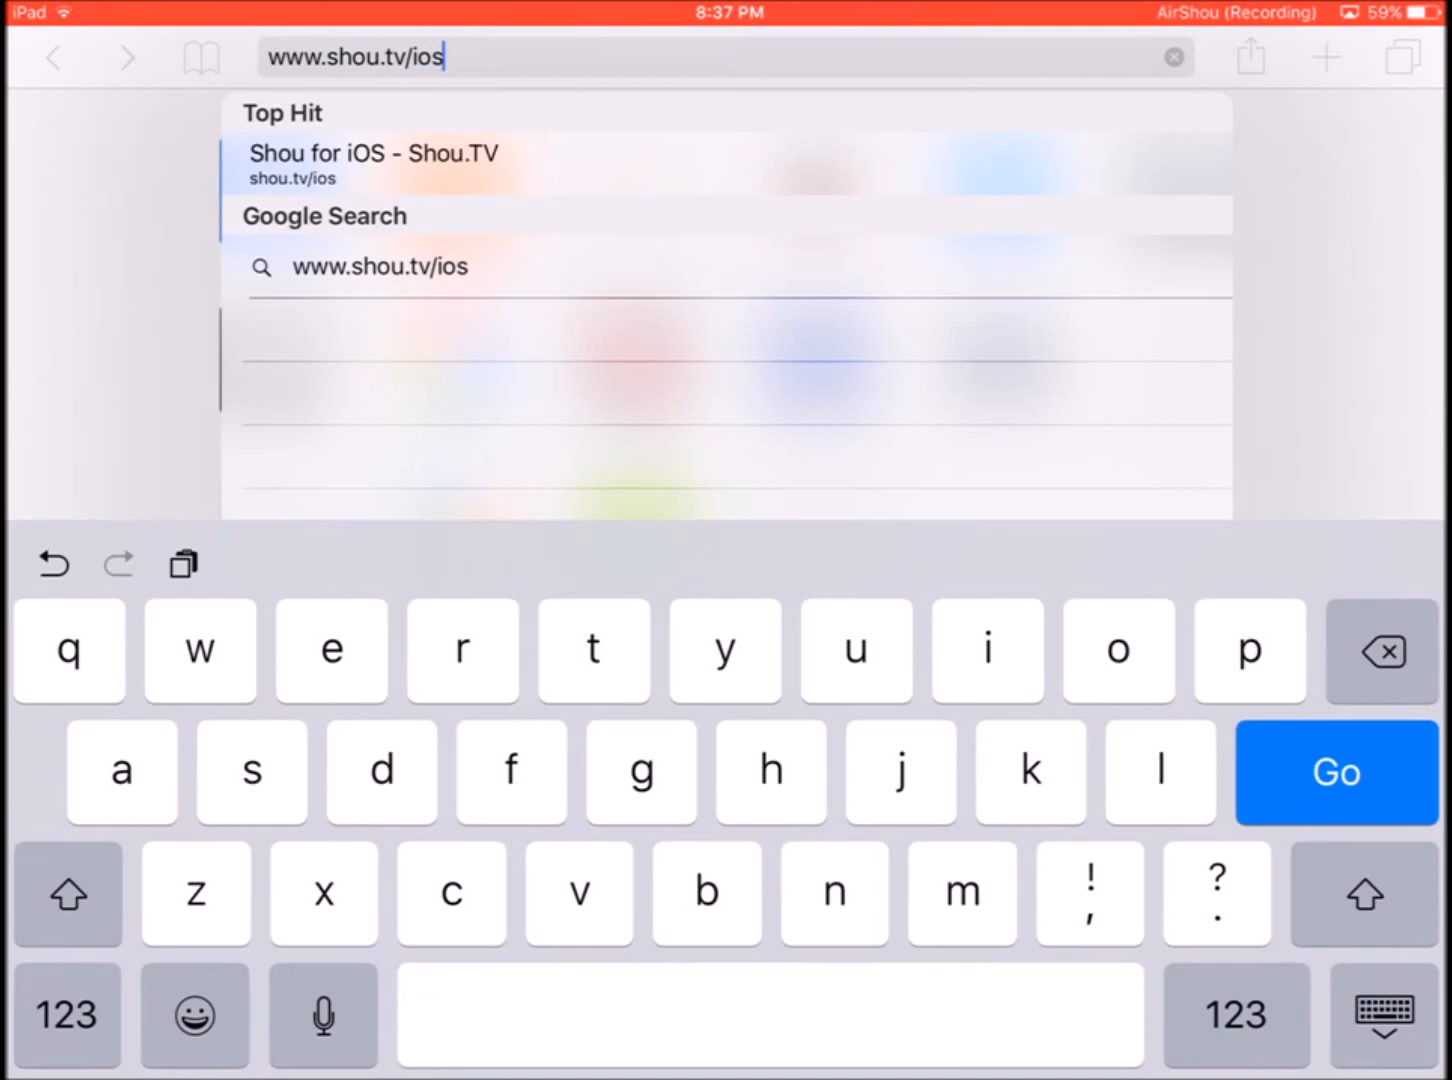 iPad 8:37 PM AirShou (Recording) 59%
www.shou.tv/ios
Top Hit
Shou for iOS - Shou.TV
shou.tv/ios
Google Search
www.shou.tv/ios
q w e r t y u i o p
a s d f g h j k l Go
z x c v b n m ! , ? .
123 123